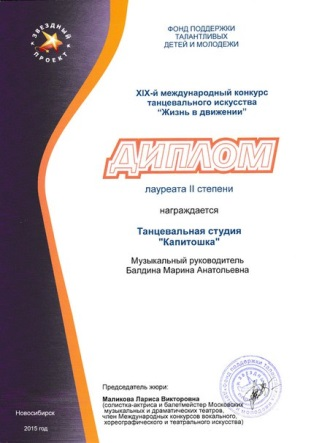 ЗВЕЗДНЫЙ
ПРОЕКТ
ФОНД ПОДДЕРЖКИ
ТАЛАНТЛИВЫХ
ДЕТЕЙ И МОЛОДЕЖИ
XIX-й международный конкурс
танцевального искусства
"Жизнь в движении"
ДИПЛОМ
лауреата II степени
награждается
Танцевальная студия
"Капитошка"
Музыкальный руководитель
Балдина Марина Анатольевна
Председатель жюри:
Маликова Лариса Викторовна
(солистка-актриса и балетмейстер Московских
музыкальных и драматических театров,
член Международных конкурсов вокального,
хореографического и театрального искусства)
Новосибирск
2015 год